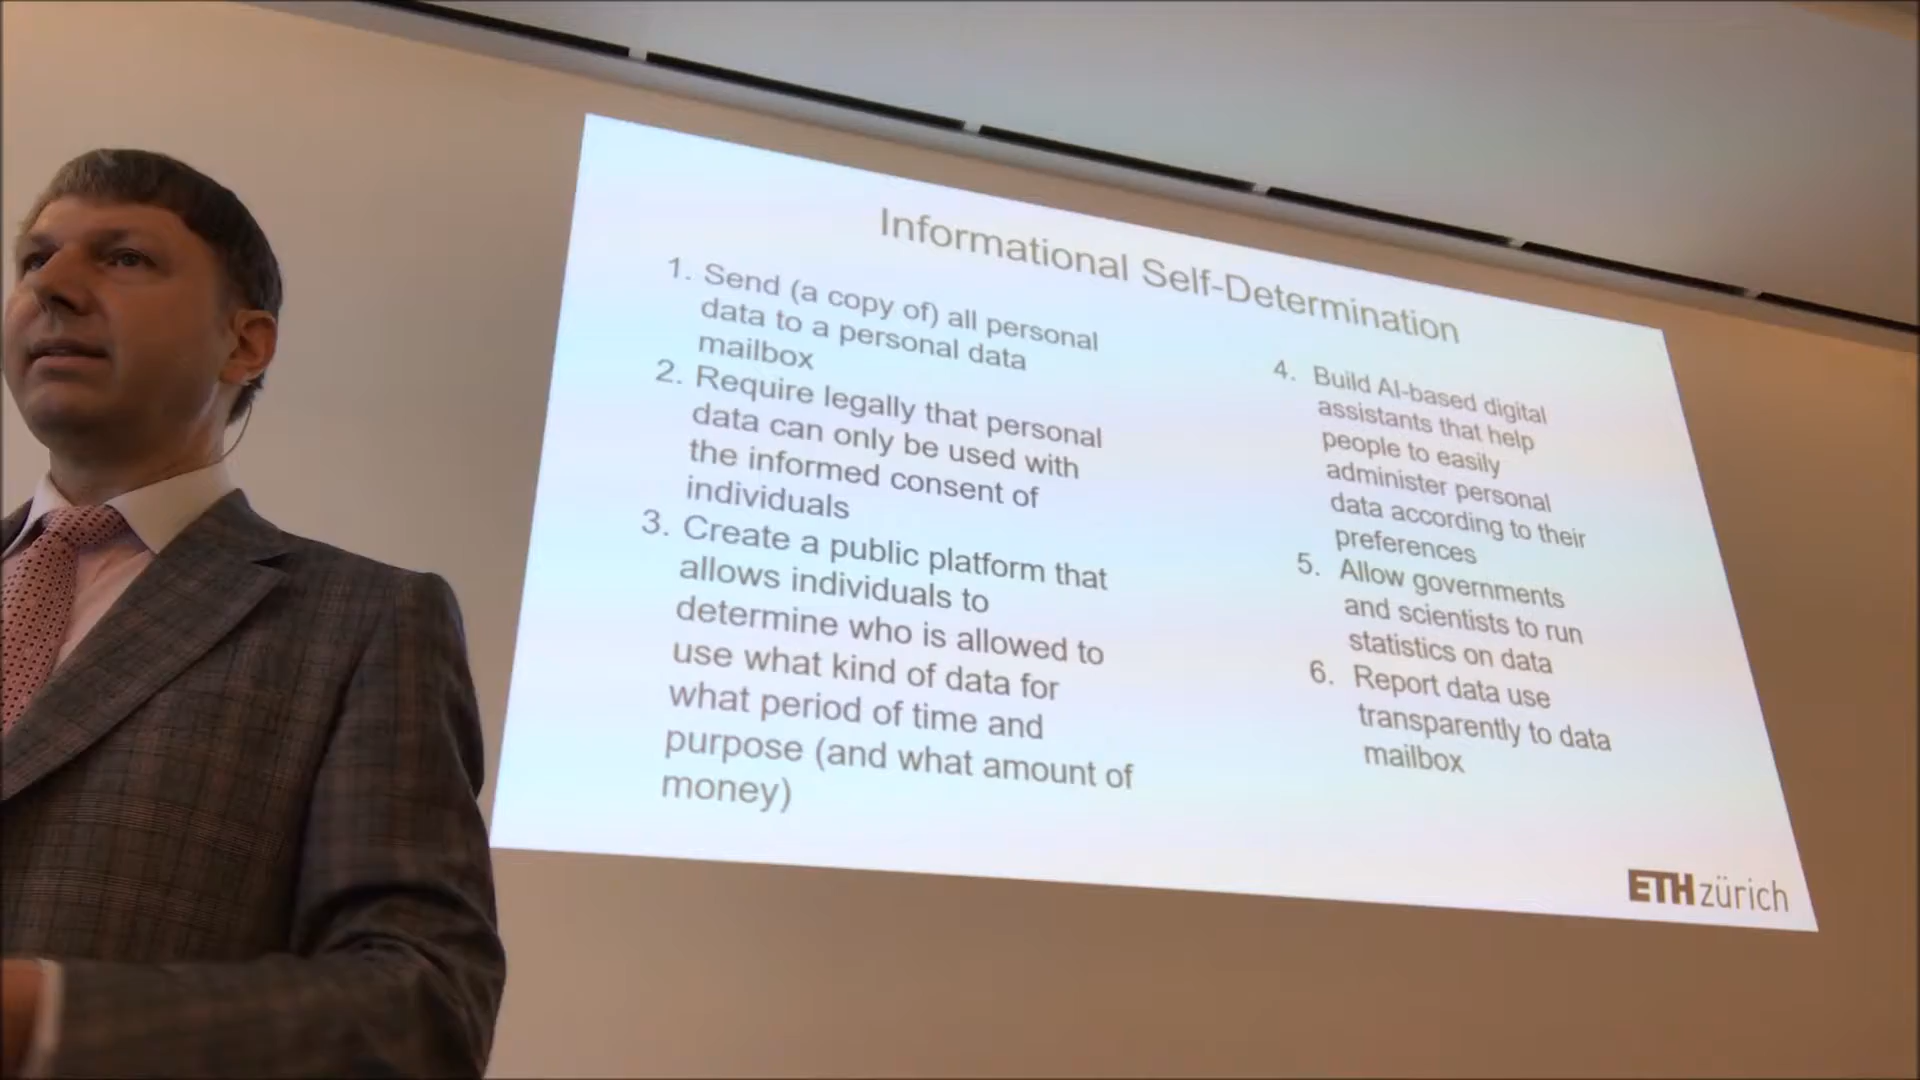 Informational Self-Determination
1. Send (a copy of) all personal
data to a personal data
mailbox
2. Require legally that personal
data can only be used with
the informed consent of
individuals
3. Create a public platform that
allows individuals to
determine who is allowed to
use what kind of data for
what period of time and
purpose (and what amount of
money)
4. Build AI-based digital
assistants that help
people to easily
administer personal
data according to their
preferences
5. Allow governments
and scientists to run
statistics on data
6. Report data use
transparently to data
mailbox
ETH zürich